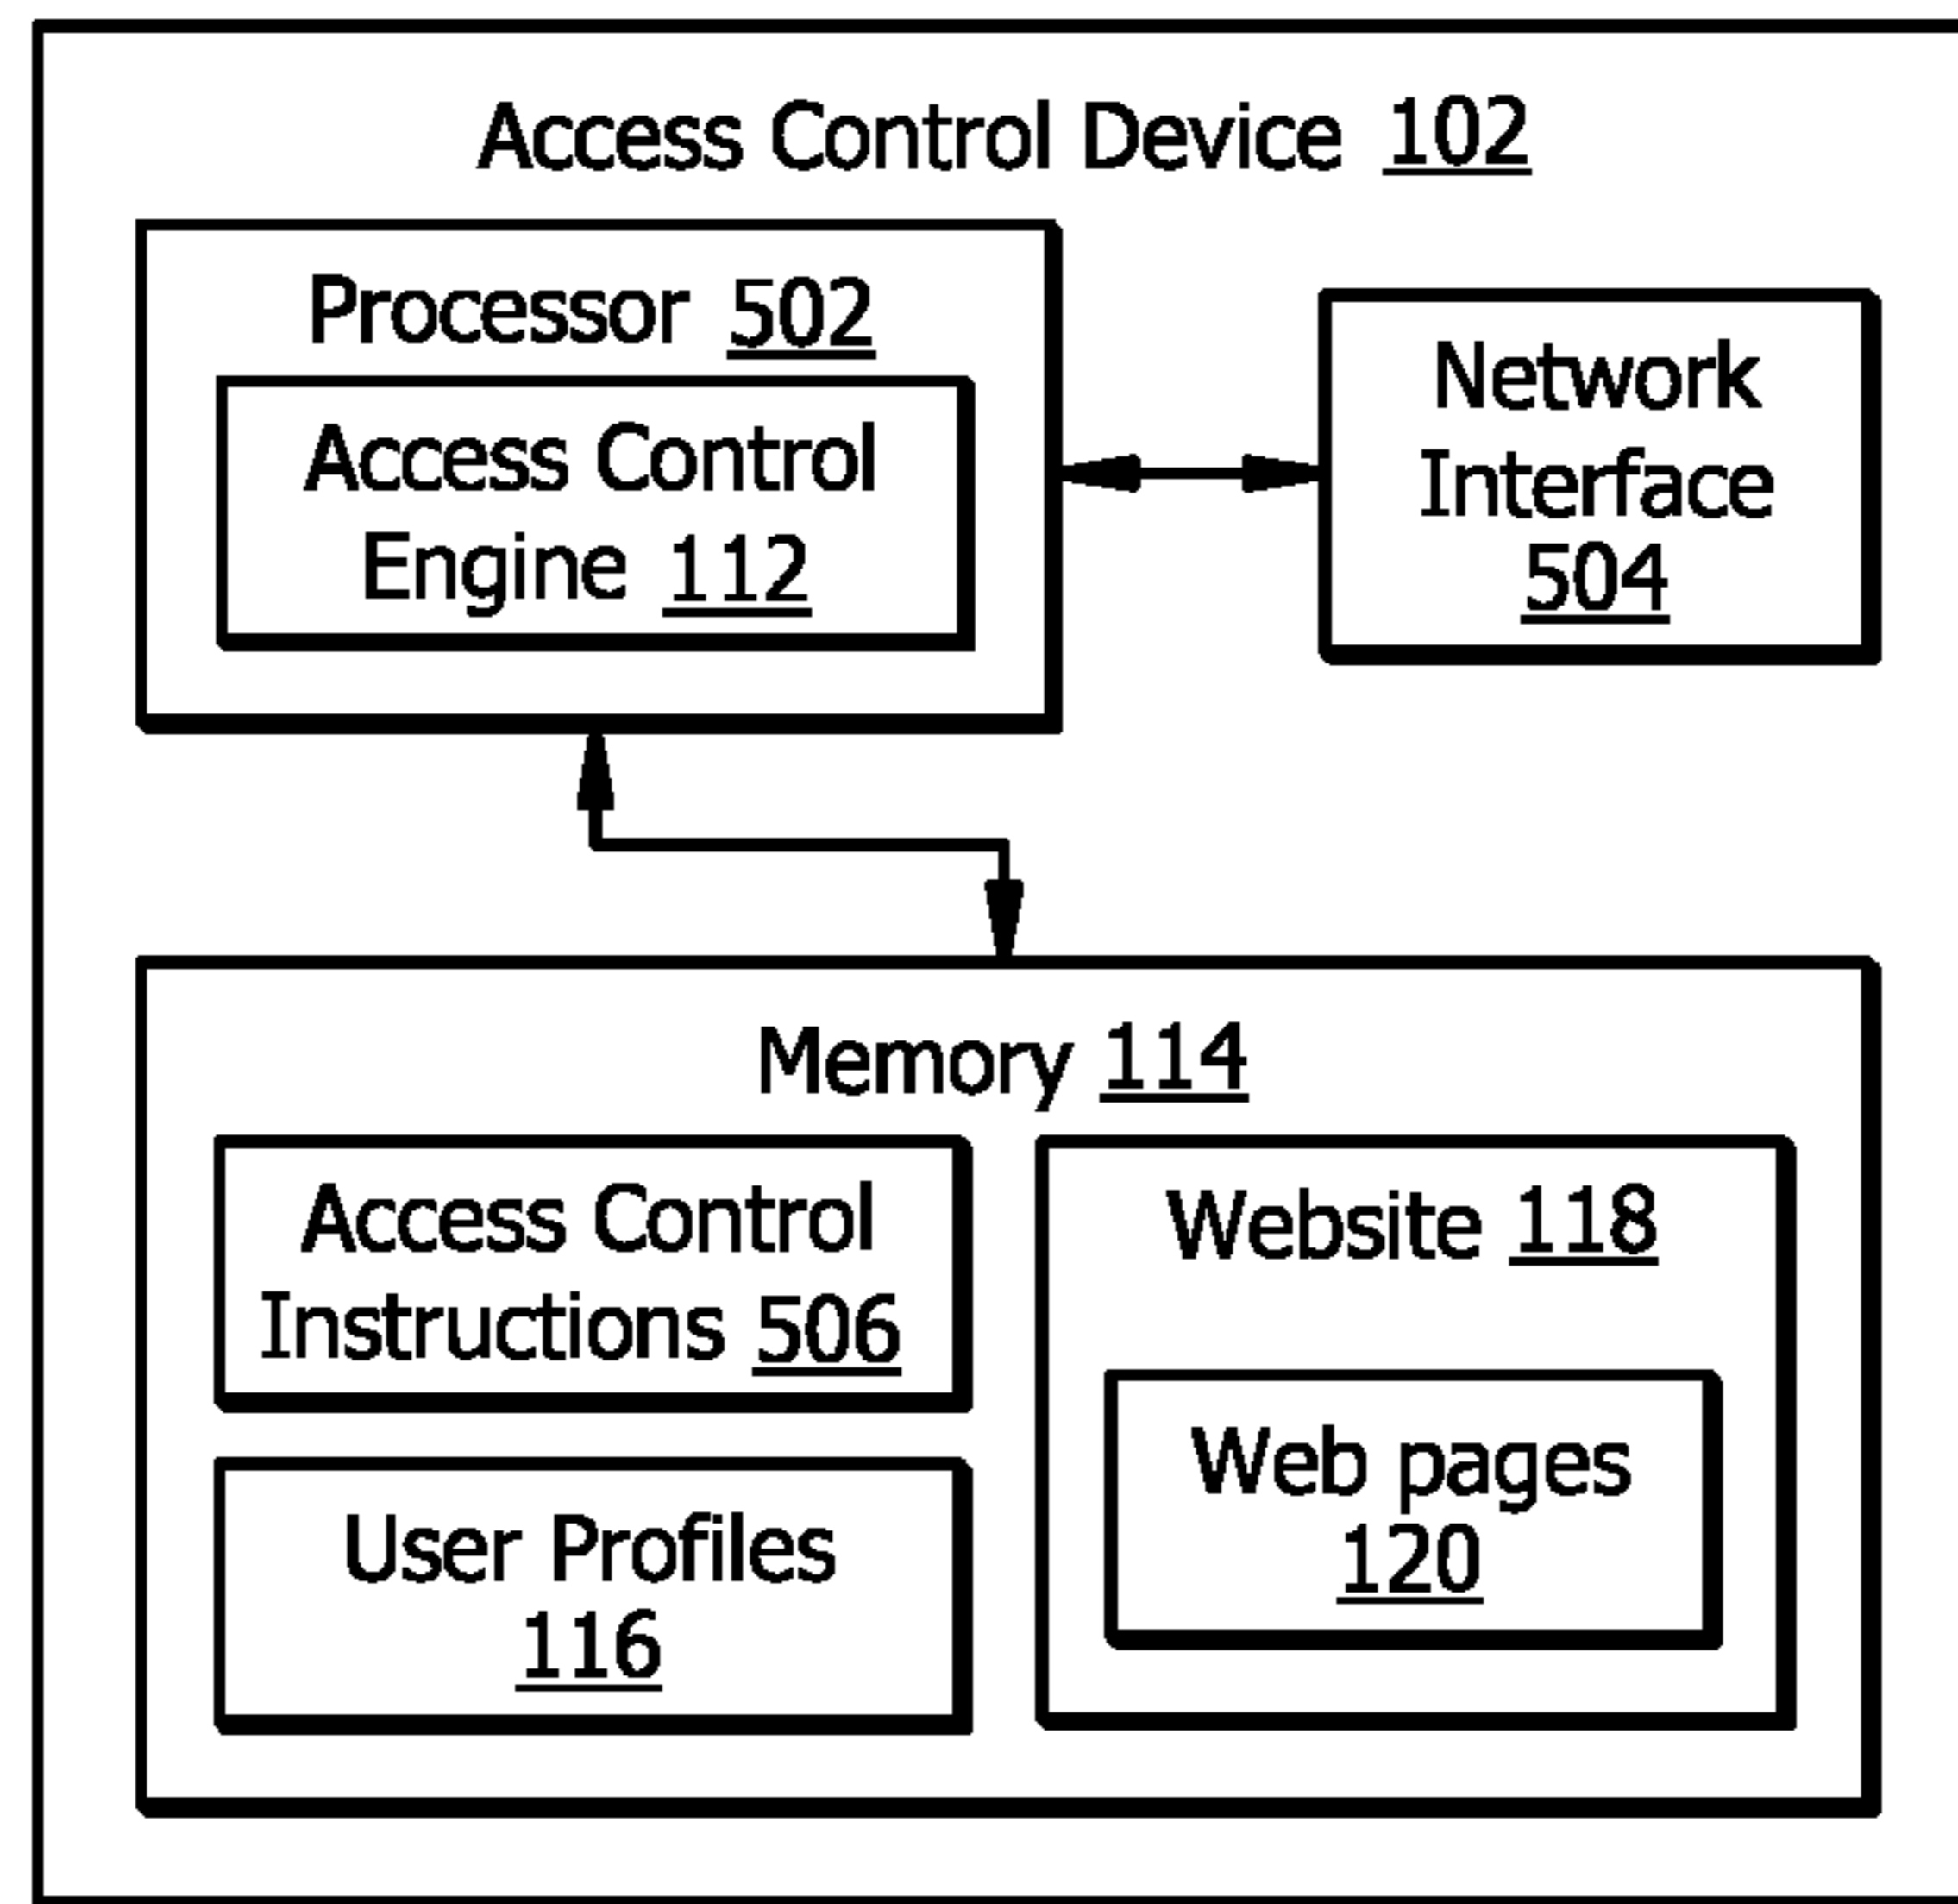 Access Control Device 102
Processor 502
Access Control
Engine 112
Network
Interface
504
Memory 114
Access Control
Instructions 506
User Profiles
116
Website 118
Web pages
120